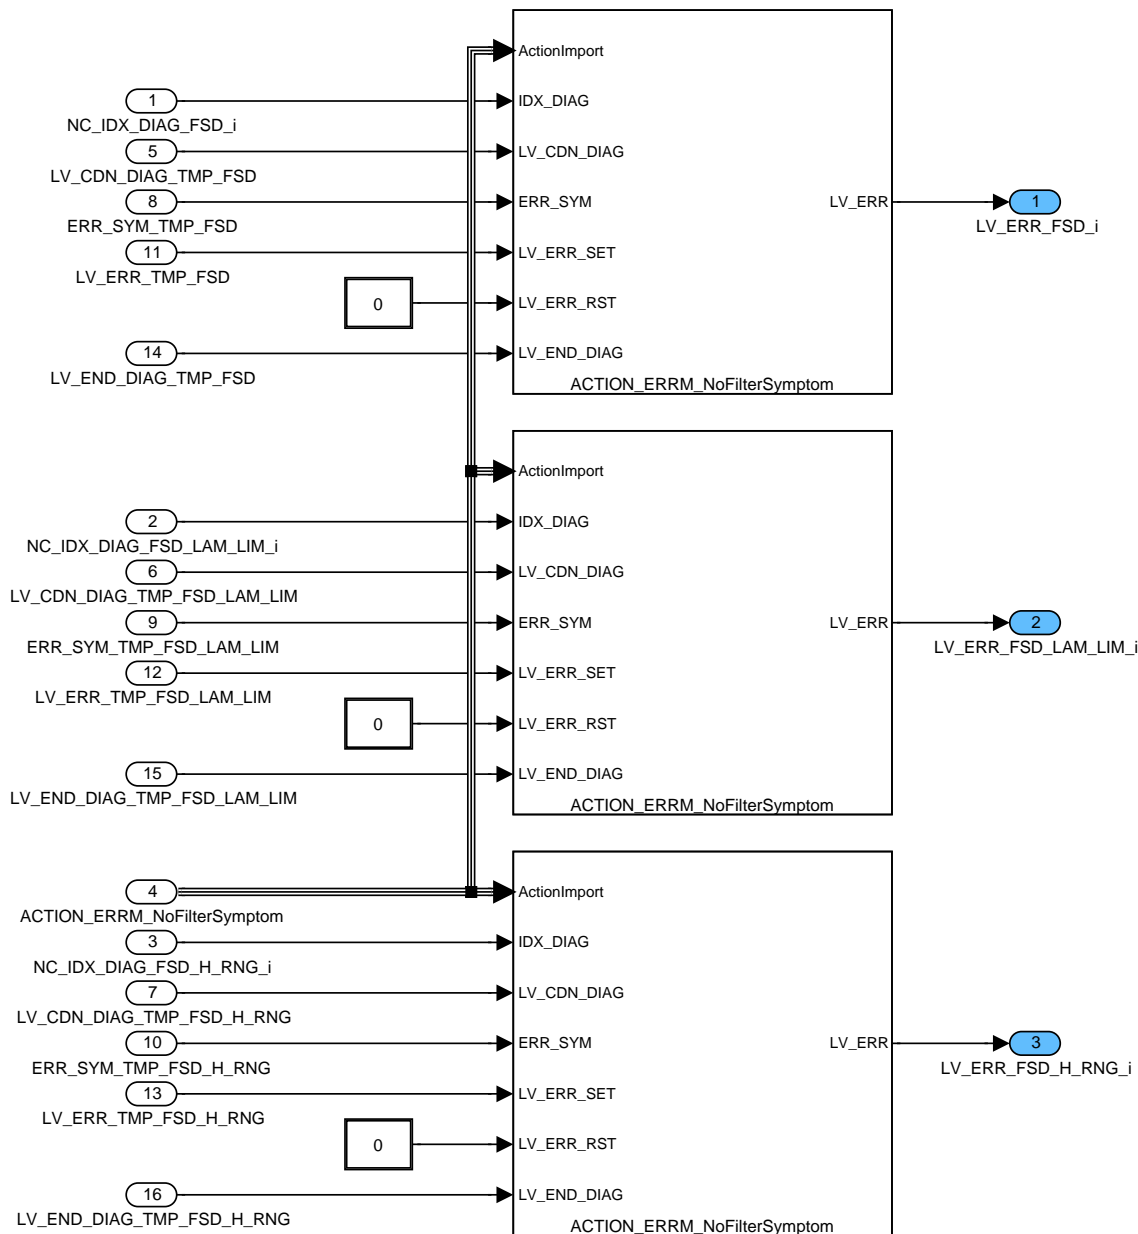 ActionImport
1
IDX_DIAG
NC_IDX_DIAG_FSD_i
5
LV_CDN_DIAG
LV_CDN_DIAG_TMP_FSD
8
ERR_SYM
LV_ERR
1
ERR_SYM_TMP_FSD
LV_ERR_FSD_i
11
LV_ERR_SET
LV_ERR_TMP_FSD
0
LV_ERR_RST
14
LV_END_DIAG
LV_END_DIAG_TMP_FSD
ACTION_ERRM_NoFilterSymptom
ActionImport
2
IDX_DIAG
NC_IDX_DIAG_FSD_LAM_LIM_i
6
LV_CDN_DIAG
LV_CDN_DIAG_TMP_FSD_LAM_LIM
9
ERR_SYM
LV_ERR
2
ERR_SYM_TMP_FSD_LAM_LIM
LV_ERR_FSD_LAM_LIM_i
12
LV_ERR_SET
LV_ERR_TMP_FSD_LAM_LIM
0
LV_ERR_RST
15
LV_END_DIAG
LV_END_DIAG_TMP_FSD_LAM_LIM
ACTION_ERRM_NoFilterSymptom
4
ActionImport
ACTION_ERRM_NoFilterSymptom
3
IDX_DIAG
NC_IDX_DIAG_FSD_H_RNG_i
7
LV_CDN_DIAG
LV_CDN_DIAG_TMP_FSD_H_RNG
10
ERR_SYM
LV_ERR
3
ERR_SYM_TMP_FSD_H_RNG
LV_ERR_FSD_H_RNG_i
13
LV_ERR_SET
LV_ERR_TMP_FSD_H_RNG
0
LV_ERR_RST
16
LV_END_DIAG
LV_END_DIAG_TMP_FSD_H_RNG
ACTION_ERRM_NoFilterSymptom